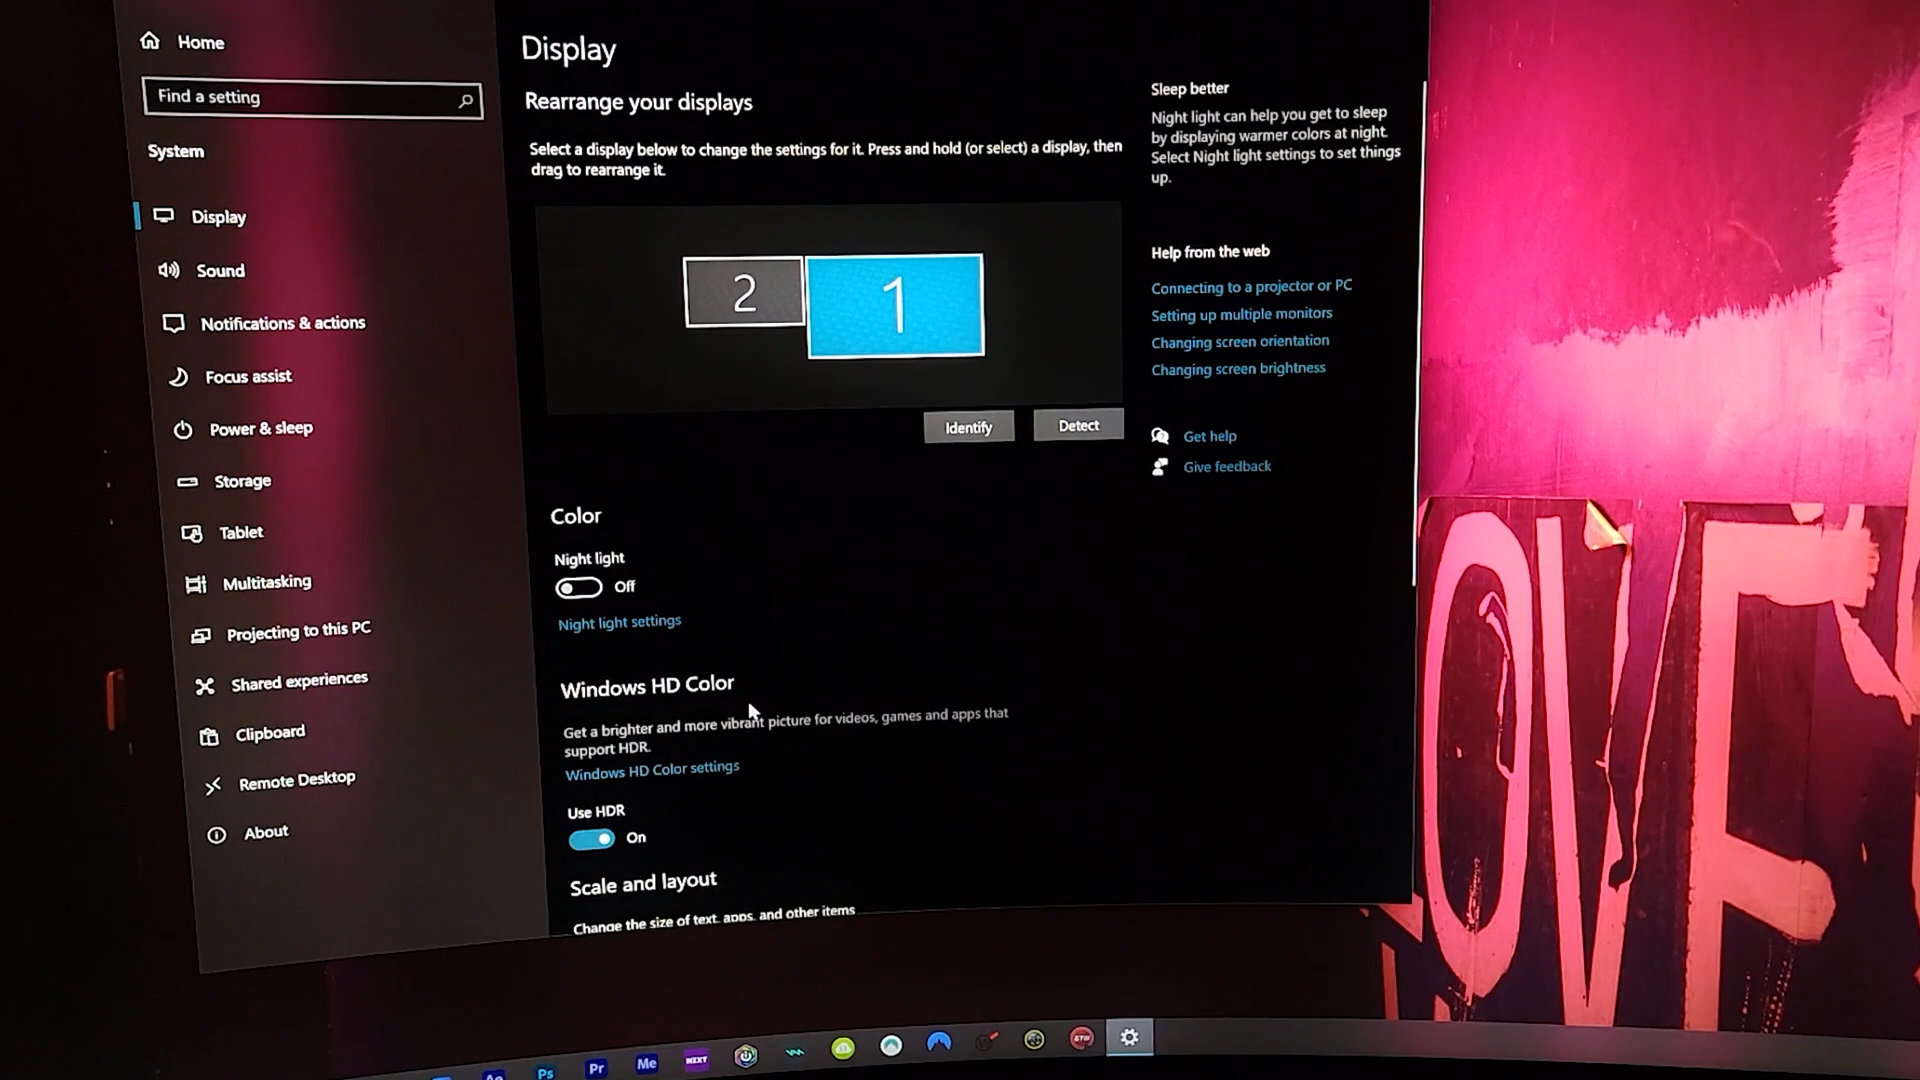 Home
Find a setting
System
Display
Sound
Notifications & actions
Focus assist
Power & sleep
Storage
Tablet
Multitasking
Projecting to this PC
Shared experiences
Clipboard
Remote Desktop
About
Display
Rearrange your displays
Select a display below to change the settings for it. Press and hold (or select) a display, then
drag to rearrange it.
2
1
Identify
Detect
Color
Night light
Off
Night light settings
Windows HD Color
Get a brighter and more vibrant picture for videos, games and apps that
support HDR.
Windows HD Color settings
Use HDR
On
Scale and layout
Change the size of text, apps, and other items
Sleep better
Night light can help you get to sleep
by displaying warmer colors at night.
Select Night light settings to set things
up.
Help from the web
Connecting to a projector or PC
Setting up multiple monitors
Changing screen orientation
Changing screen brightness
Get help
Give feedback
OVE
Ae
Ps
Pr
Me
NEXT